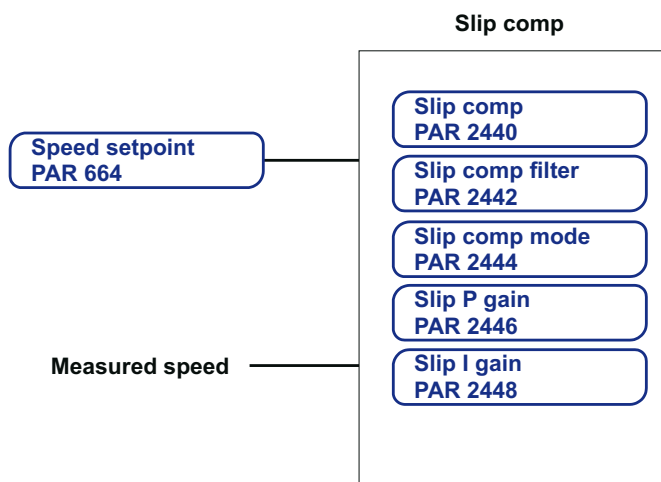 Slip comp
Speed setpoint
PAR 664
Measured speed
Slip comp
PAR 2440
Slip comp filter
PAR 2442
Slip comp mode
PAR 2444
Slip P gain
PAR 2446
Slip I gain
PAR 2448